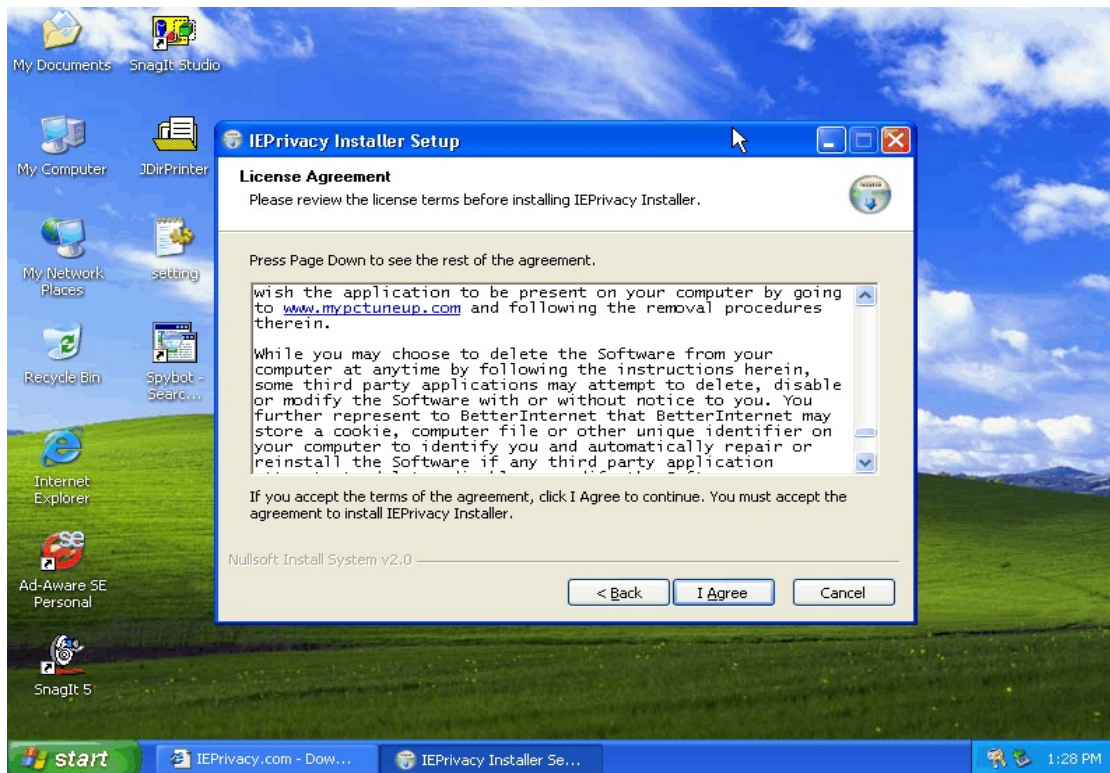 My Documents
SnagIt Studio
My Computer
JDirPrinter
My Network
Places
setting
Recycle Bin
Spybot -
Searc...
Internet
Explorer
Ad-Aware SE
Personal
SnagIt 5
IEPrivacy Installer Setup
License Agreement
Please review the license terms before installing IEPrivacy Installer.
Press Page Down to see the rest of the agreement.
wish the application to be present on your computer by going
to www.mypctuneup.com and following the removal procedures
therein.
While you may choose to delete the Software from your
computer at anytime by following the instructions herein,
some third party applications may attempt to delete, disable
or modify the Software with or without notice to you. You
further represent to BetterInternet that BetterInternet may
store a cookie, computer file or other unique identifier on
your computer to identify you and automatically repair or
reinstall the Software if any third party application
If you accept the terms of the agreement, click I Agree to continue. You must accept the
agreement to install IEPrivacy Installer.
Nullsoft Install System v2.0
< Back
I Agree
Cancel
start
IEPrivacy.com - Dow...
IEPrivacy Installer Se...
1:28 PM